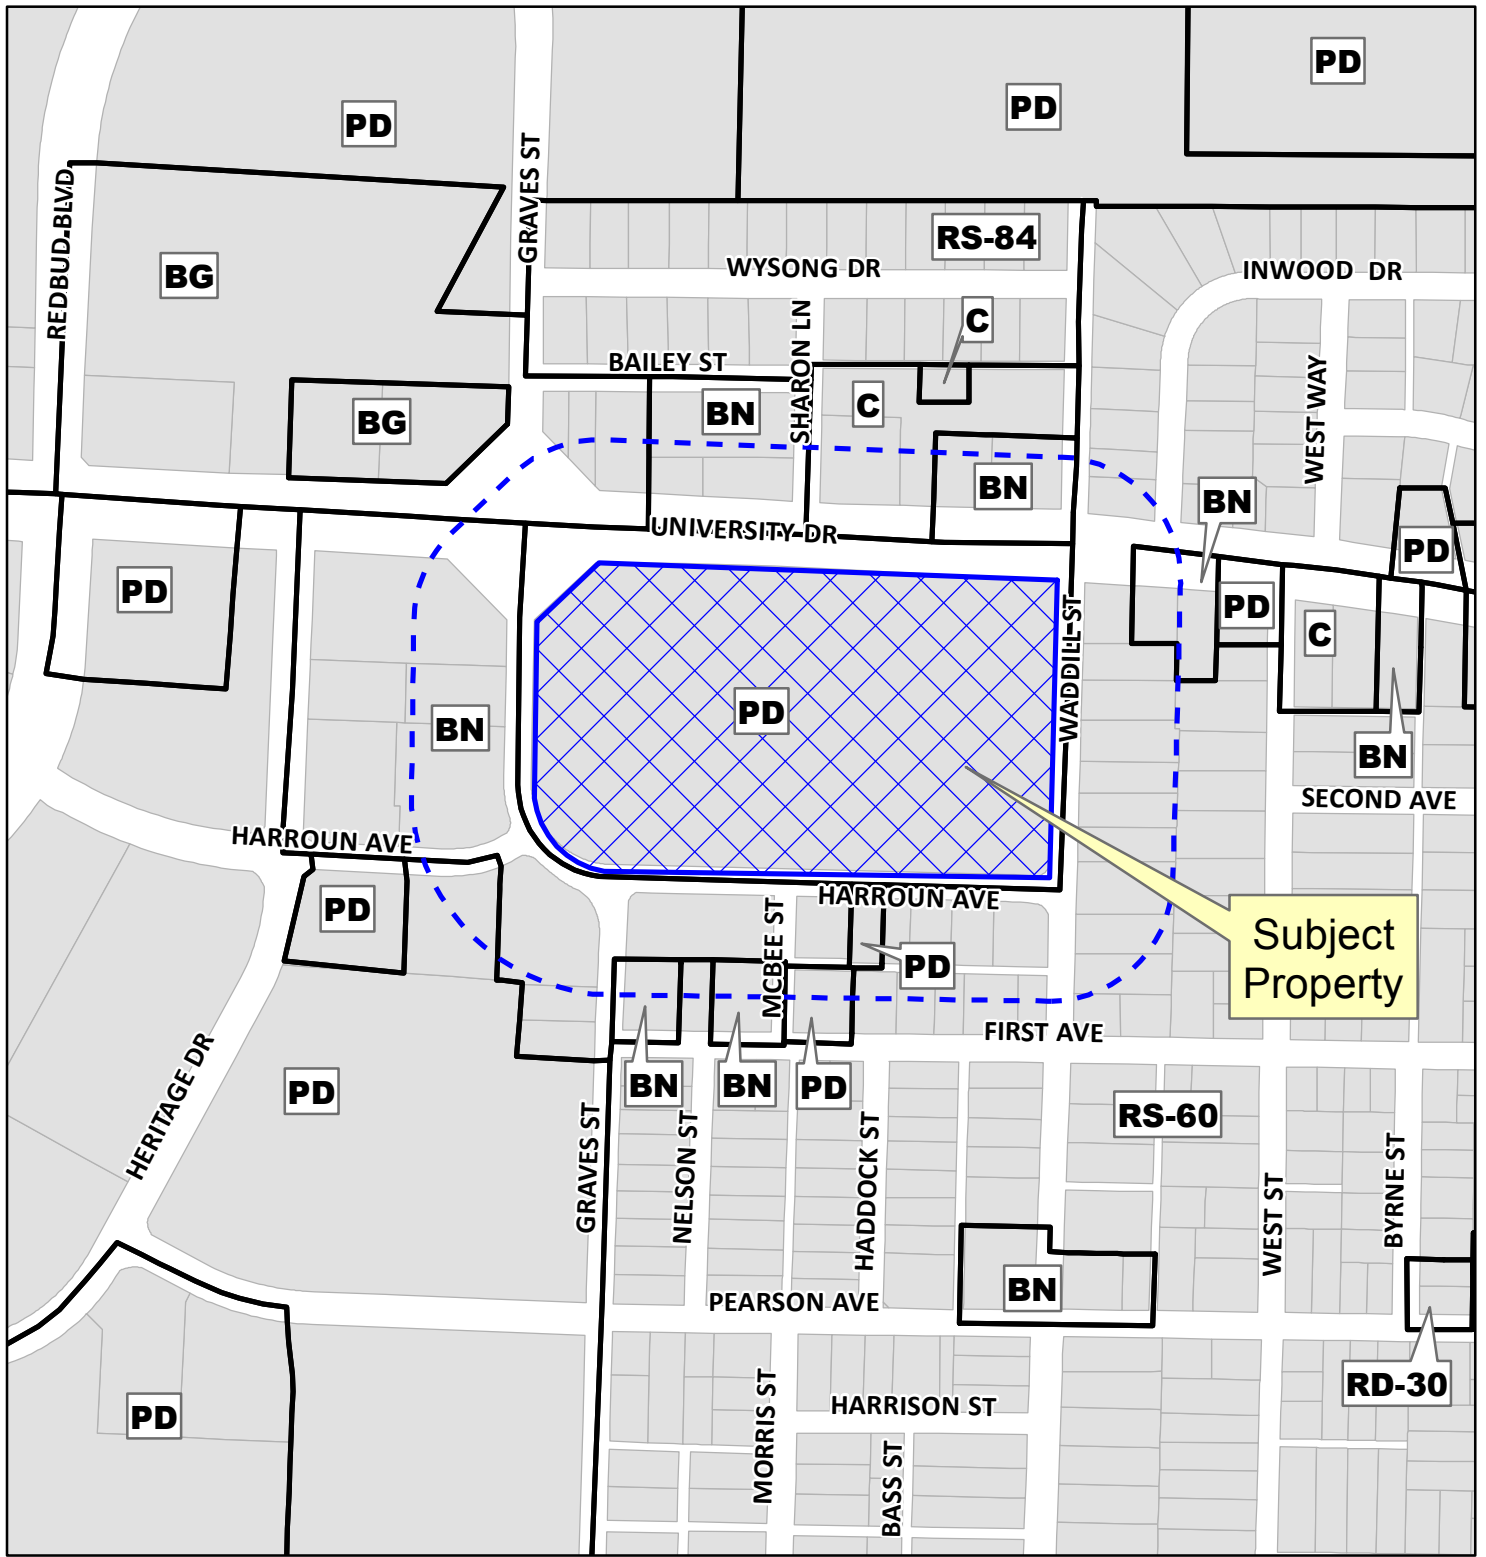 PD
PD
PD
GRAVES ST
REDBUD BLVD
RS-84
WYSONG DR
INWOOD DR
BG
C
SHARON LN
BAILEY ST
WEST WAY
BN
C
BG
BN
BN
UNIVERSITY DR
PD
PD
PD
C
WADDILL ST
PD
BN
BN
SECOND AVE
HARROUN AVE
HARROUN AVE
PD
MCBEE ST
PD
Subject
Property
FIRST AVE
HERITAGE DR
PD
BN
BN
PD
RS-60
GRAVES ST
NELSON ST
HADDOCK ST
WEST ST
BYRNE ST
BN
PEARSON AVE
RD-30
MORRIS ST
HARRISON ST
PD
BASS ST